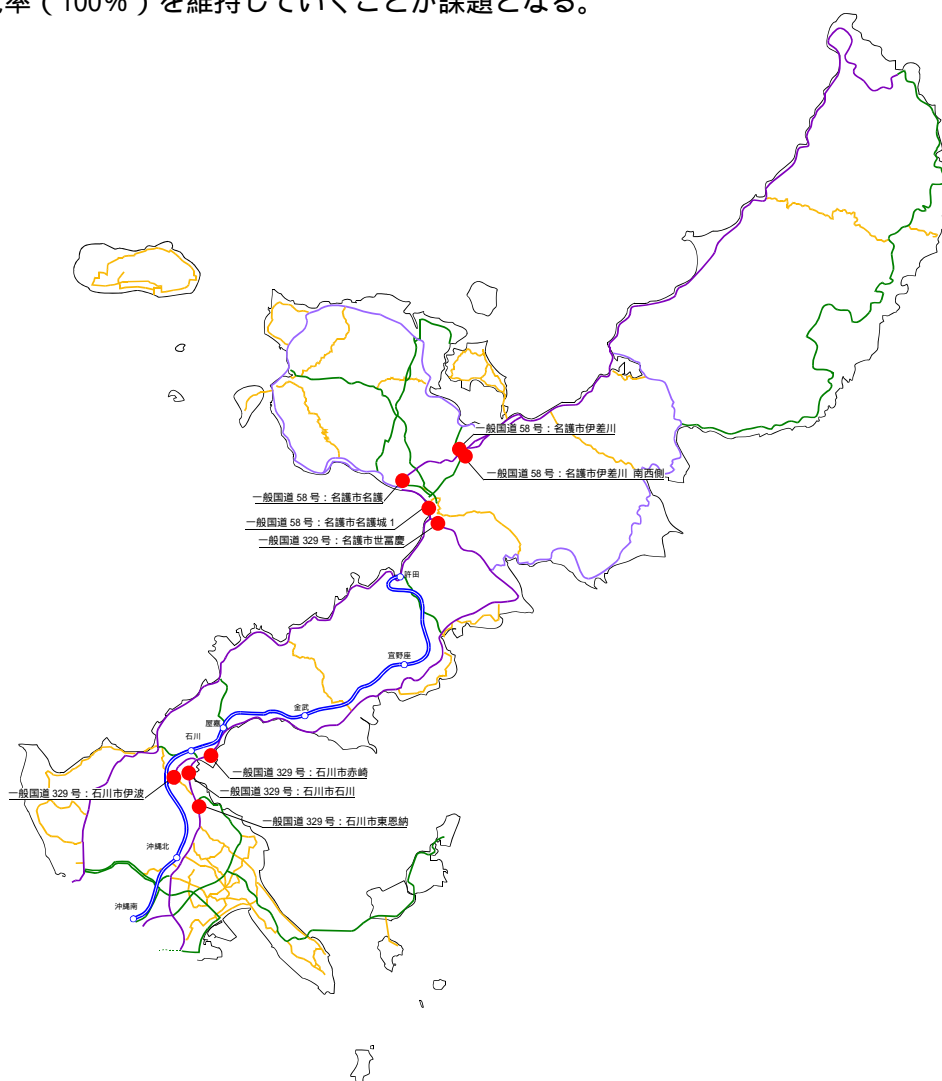 率（100％）を維持していくことが課題となる。
一般国道 58 号：名護市伊差川
一般国道 58 号：名護市伊差川 南西側
一般国道 58 号：名護市名護
一般国道 58 号：名護市名護城 1
一般国道 329 号：名護市世冨慶
許田
宜野座
金武
屋嘉
石川
一般国道 329 号：石川市赤崎
一般国道 329 号：石川市伊波
一般国道 329 号：石川市石川
一般国道 329 号：石川市東恩納
沖縄北
沖縄南